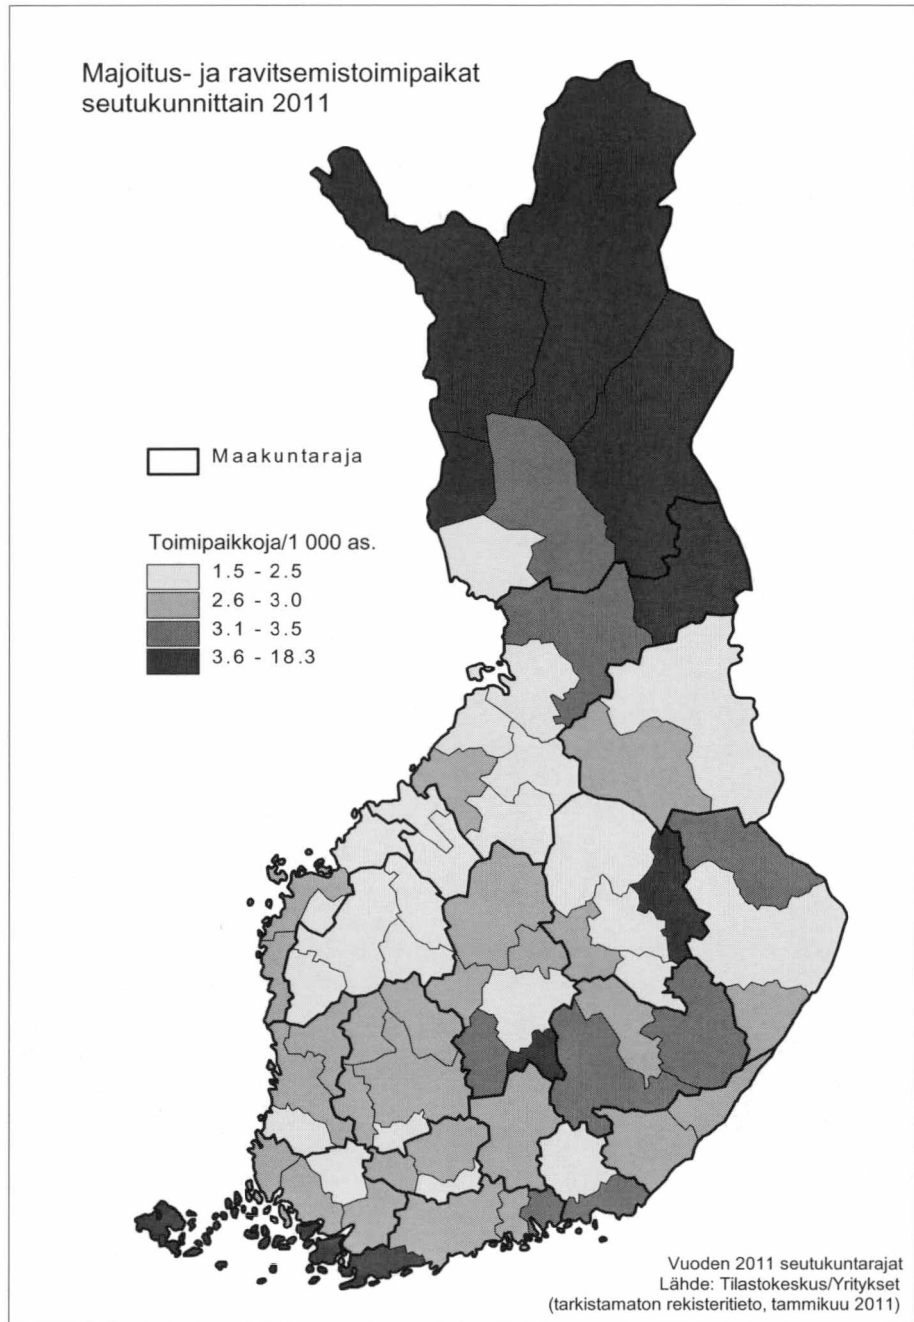 Majoitus- ja ravitsemistoimipaikat
seutukunnittain 2011
Maakuntaraja
Toimipaikkoja/1 000 as.
1.5 - 2.5
2.6 - 3.0
3.1 - 3.5
3.6 - 18.3
Vuoden 2011 seutukuntarajat
Lähde: Tilastokeskus/Yritykset
(tarkistamaton rekisteritieto, tammikuu 2011)